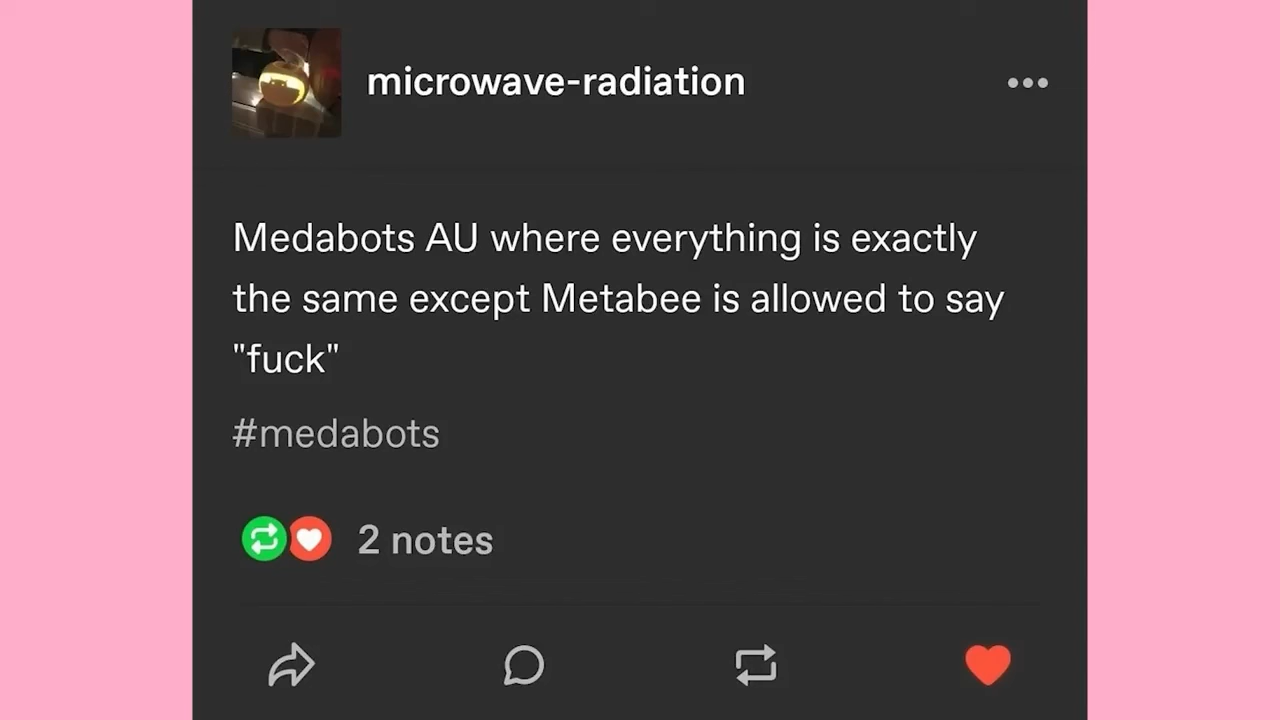 microwave-radiation
Medabots AU where everything is exactly
the same except Metabee is allowed to say
"fuck"
#medabots
2 notes